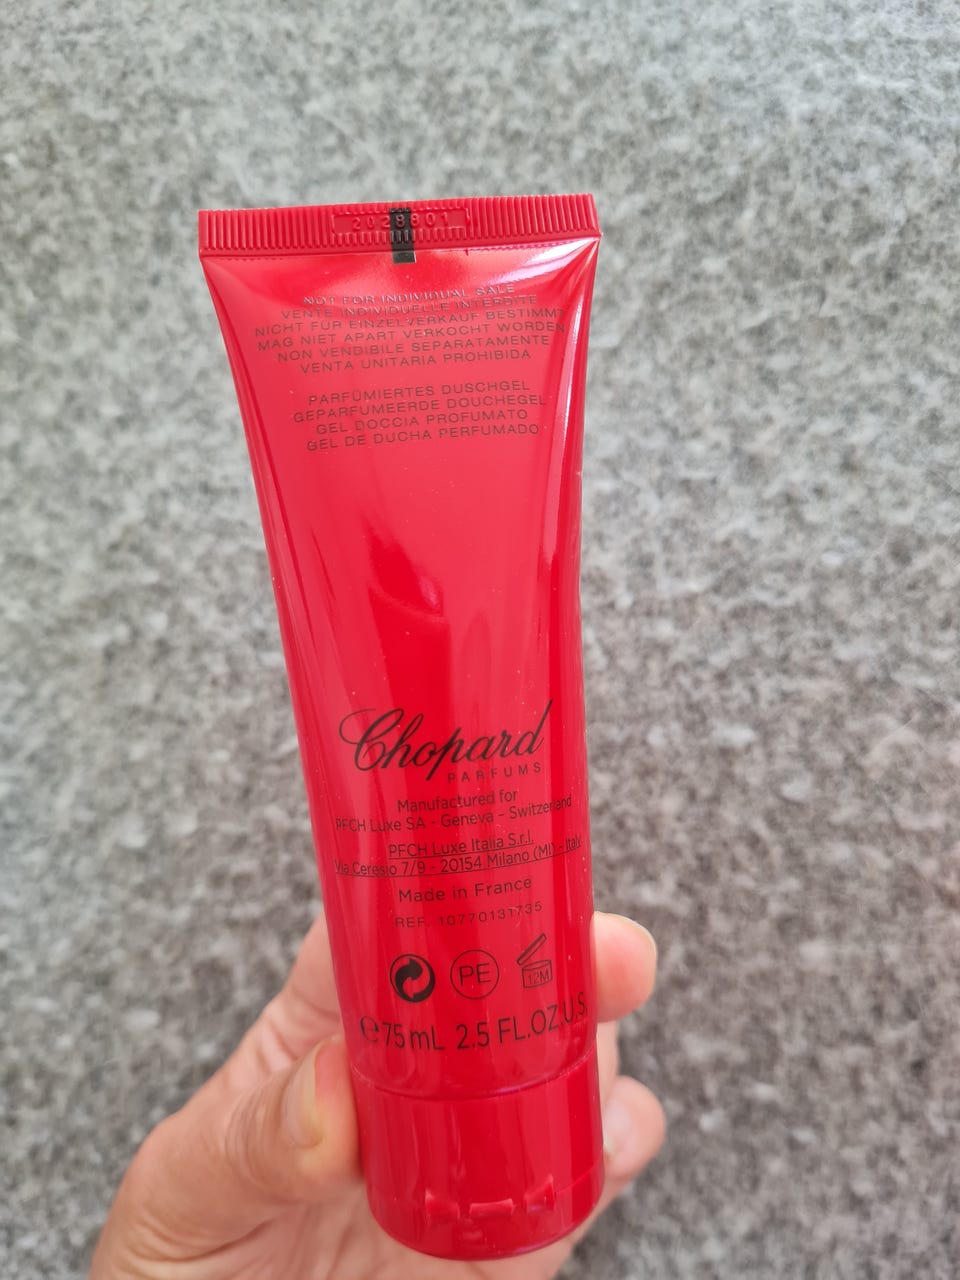 2028801
NOT FOR INDIVIDUAL SALE
VENTE INDIVIDUELLE INTERDITE
NICHT FÜR EINZELVERKAUF BESTIMMT
MAG NIET APART VERKOCHT WORDEN
NON VENDIBILE SEPARATAMENTE
VENTA UNITARIA PROHIBIDA
PARFÜMIERTES DUSCHGEL
GEPARFUMEERDE DOUCHEGEL
GEL DOCCIA PROFUMATO
GEL DE DUCHA PERFUMADO
Chopard
PARFUMS
Manufactured for
PFCH Luxe SA - Geneva - Switzerland
PFCH Luxe Italia S.r.l.
Via Ceresio 7/9 - 20154 Milano (MI) - Italy
Made in France
REF. 10770131735
PE
12M
e 75 mL 2.5 FL.OZ.U.S.